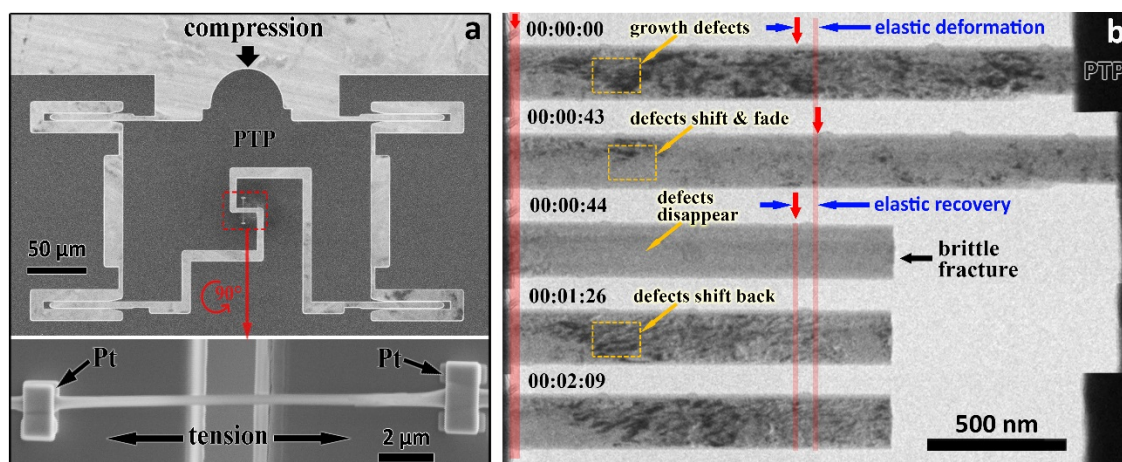 compression
a
PTP
50 μm
90°
Pt
Pt
tension
2 μm
b
00:00:00
growth defects
elastic deformation
PTP
00:00:43
defects shift & fade
00:00:44
defects
disappear
elastic recovery
brittle
fracture
00:01:26
defects shift back
00:02:09
500 nm